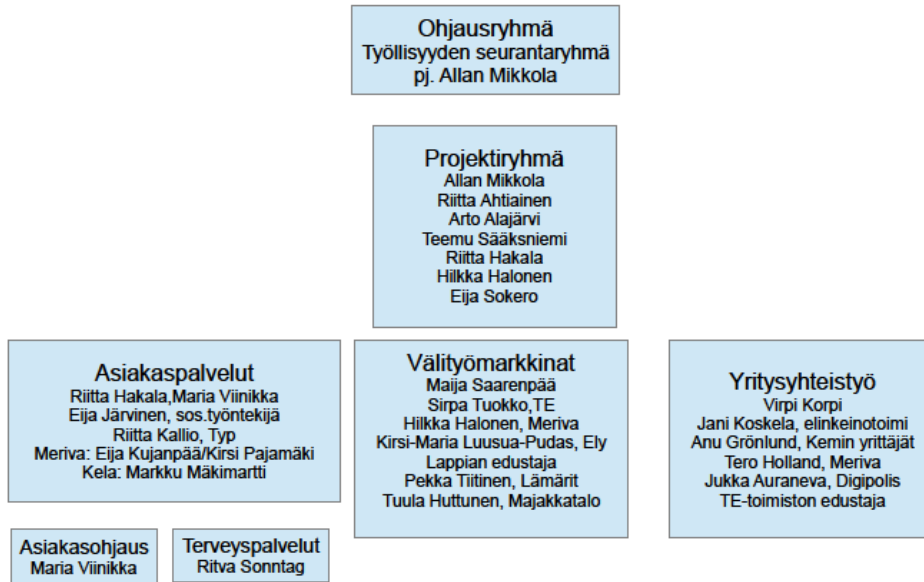 Ohjausryhmä
Työllisyyden seurantaryhmä
pj. Allan Mikkola
Projektiryhmä
Allan Mikkola
Riitta Ahtiainen
Arto Alajärvi
Teemu Sääksniemi
Riitta Hakala
Hilkka Halonen
Eija Sokero
Asiakaspalvelut
Riitta Hakala,Maria Viinikka
Eija Järvinen, sos.työntekijä
Riitta Kallio, Typ
Meriva: Eija Kujanpää/Kirsi Pajamäki
Kela: Markku Mäkimartti
Välityömarkkinat
Maija Saarenpää
Sirpa Tuokko,TE
Hilkka Halonen, Meriva
Kirsi-Maria Luusua-Pudas, Ely
Lappian edustaja
Pekka Tiitinen, Lämärit
Tuula Huttunen, Majakkatalo
Yritysyhteistyö
Virpi Korpi
Jani Koskela, elinkeinotoimi
Anu Grönlund, Kemin yrittäjät
Tero Holland, Meriva
Jukka Auraneva, Digipolis
TE-toimiston edustaja
Asiakasohjaus
Maria Viinikka
Terveyspalvelut
Ritva Sonntag